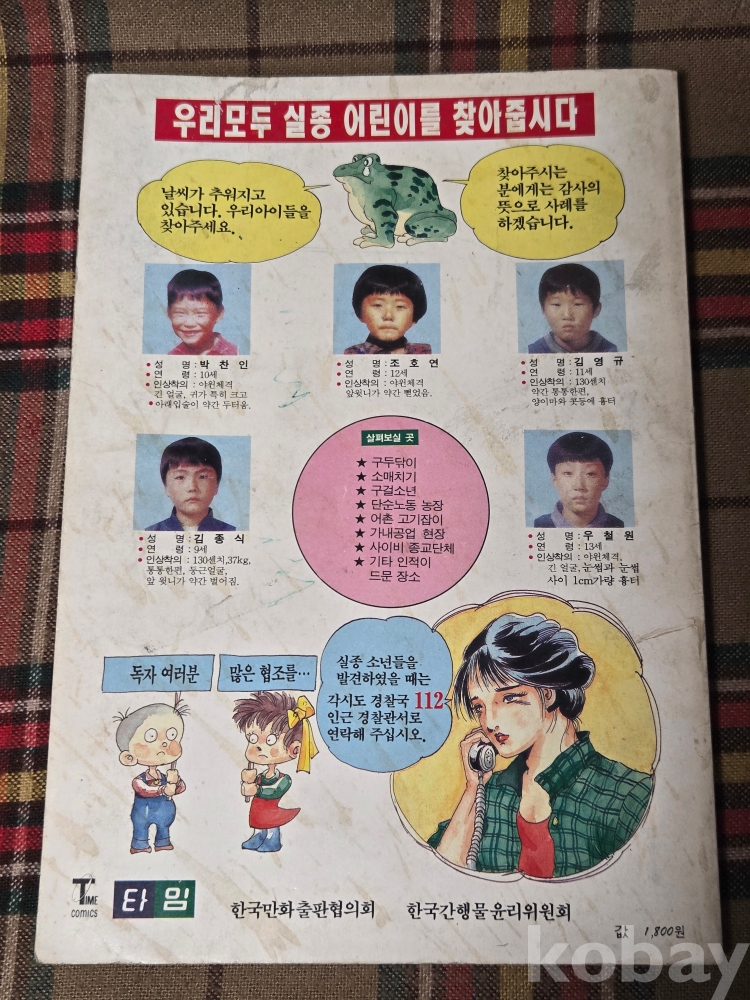 우리모두 실종 어린이를 찾아줍시다
날씨가 추워지고
있습니다. 우리아이들을
찾아주세요.
찾아주시는
분에게는 감사의
뜻으로 사례를
하겠습니다.
• 성 명 : 박 찬 인
• 연 령 : 10세
• 인상착의 : 야윈체격
긴 얼굴, 귀가 특히 크고
• 아래입술이 약간 두터움.
• 성 명 : 조 호 연
• 연 령 : 12세
• 인상착의 : 야윈체격
앞윗니가 약간 뻗었음.
• 성 명 : 김 영 규
• 연 령 : 11세
• 인상착의 : 130센치
약간 통통한편,
양이마와 콧등에 흉터
• 성 명 : 김 종 식
• 연 령 : 9세
• 인상착의 : 130센치,37kg,
통통한편, 둥근얼굴,
앞 윗니가 약간 벌어짐.
살펴보실 곳
★ 구두닦이
★ 소매치기
★ 구걸소년
★ 단순노동 농장
★ 어촌 고기잡이
★ 가내공업 현장
★ 사이비 종교단체
★ 기타 인적이
드문 장소
• 성 명 : 우 철 원
• 연 령 : 13세
• 인상착의 : 야윈체격,
긴 얼굴, 눈썹과 눈썹
사이 1cm가량 흉터
독자 여러분
많은 협조를…
실종 소년들을
발견하였을 때는
각시도 경찰국 112
인근 경찰관서로
연락해 주십시오.
TIME
COMICS
타임
한국만화출판협의회
한국간행물윤리위원회
값 1,800원
kobay